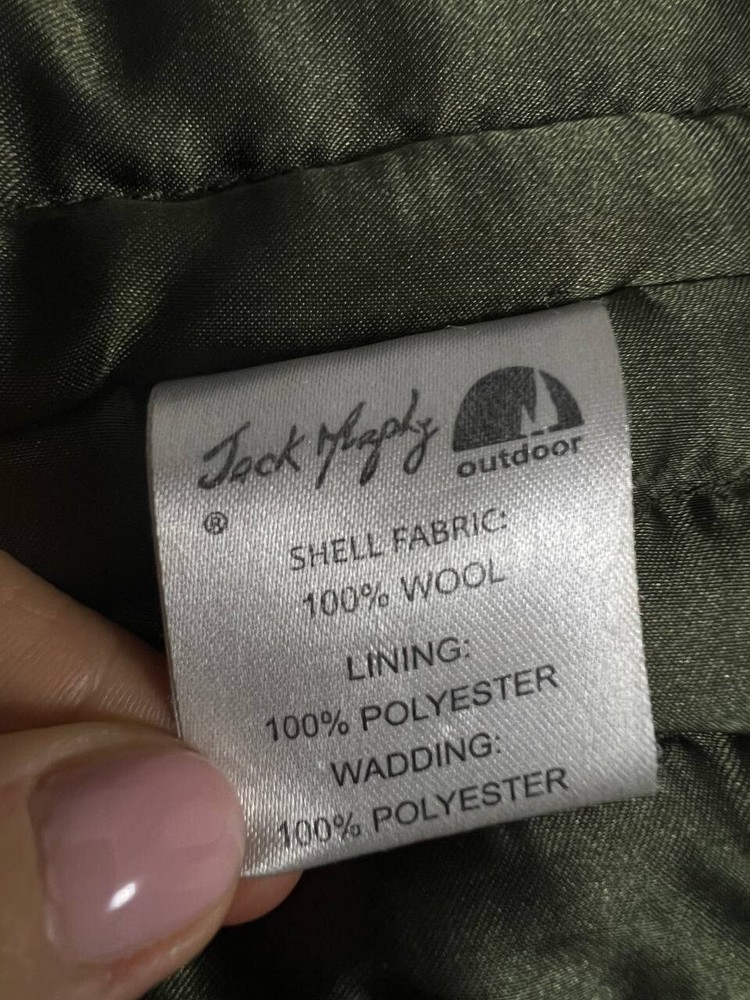 Jack Murphy
outdoor
®
SHELL FABRIC:
100% WOOL
LINING:
100% POLYESTER
WADDING:
100% POLYESTER